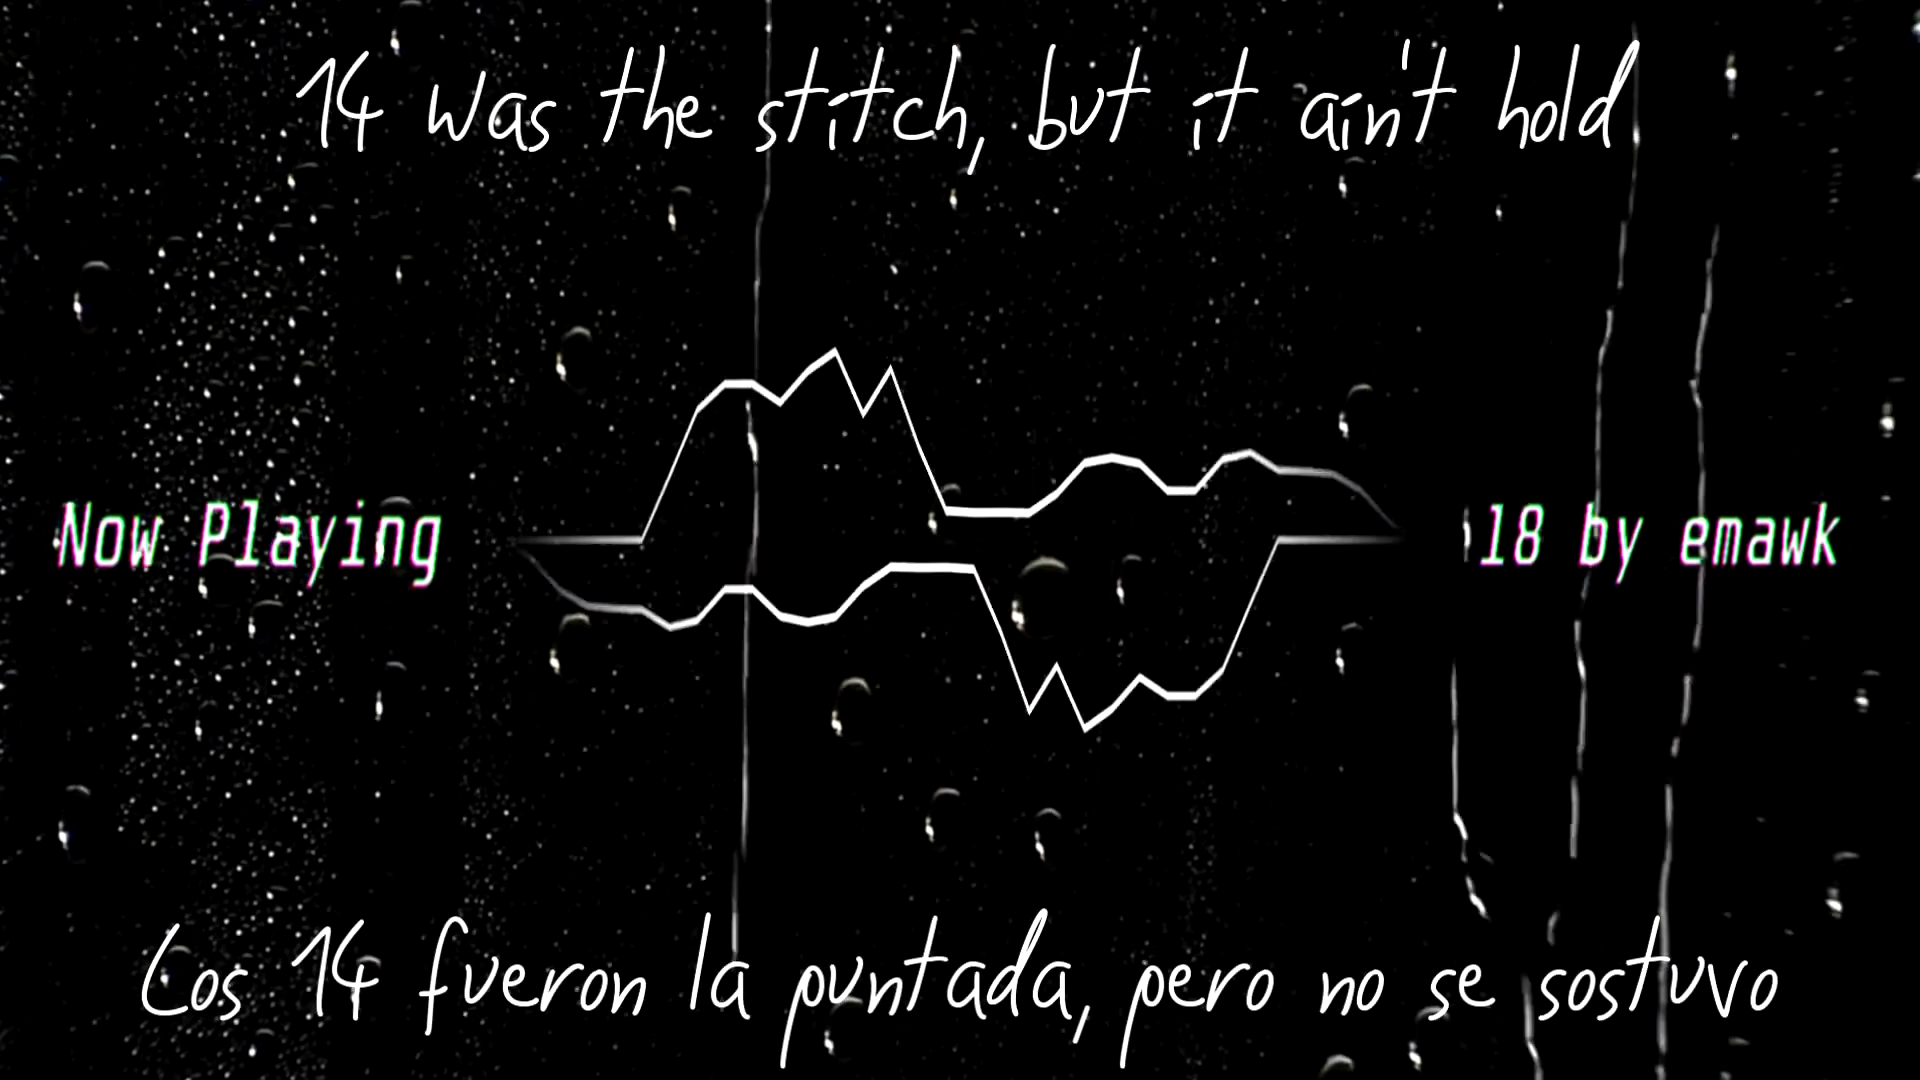 14 was the stitch, but it ain't hold
Now Playing
18 by emawk
Los 14 fueron la puntada, pero no se sostuvo